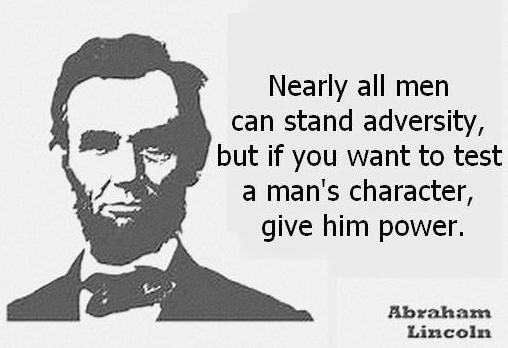 Nearly all men
can stand adversity,
but if you want to test
a man's character,
give him power.
Abraham
Lincoln